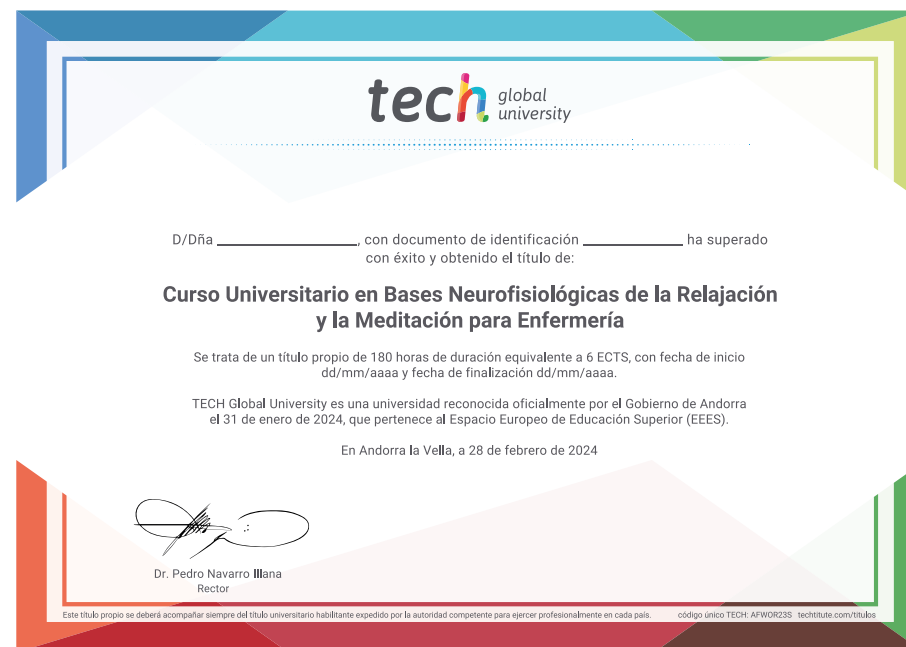 tech global university
D/Dña ____________________, con documento de identificación ______________ ha superado
con éxito y obtenido el título de:
Curso Universitario en Bases Neurofisiológicas de la Relajación
y la Meditación para Enfermería
Se trata de un título propio de 180 horas de duración equivalente a 6 ECTS, con fecha de inicio
dd/mm/aaaa y fecha de finalización dd/mm/aaaa.
TECH Global University es una universidad reconocida oficialmente por el Gobierno de Andorra
el 31 de enero de 2024, que pertenece al Espacio Europeo de Educación Superior (EEES).
En Andorra la Vella, a 28 de febrero de 2024
Dr. Pedro Navarro Illana
Rector
Este título propio se deberá acompañar siempre del título universitario habilitante expedido por la autoridad competente para ejercer profesionalmente en cada país. código único TECH: AFWOR23S techtitute.com/titulos